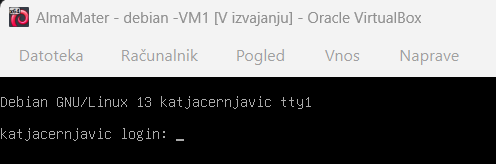 AlmaMater - debian -VM1 [V izvajanju] - Oracle VirtualBox
Datoteka Računalnik Pogled Vnos Naprave
Debian GNU/Linux 13 katjacernjavic tty1
katjacernjavic login: _